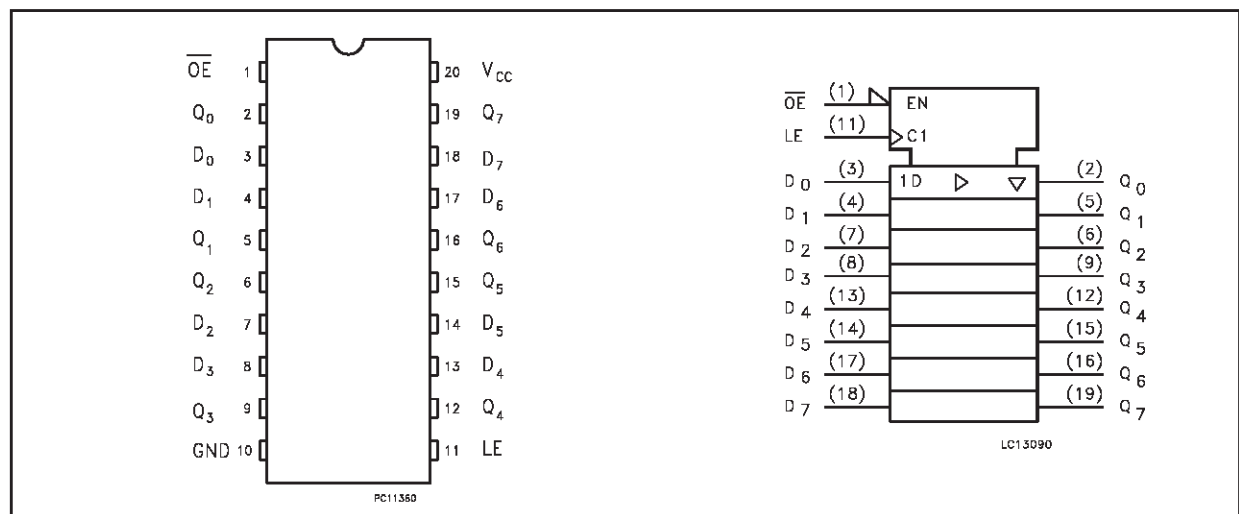 OE 1 20 VCC
Q0 2 19 Q7
D0 3 18 D7
D1 4 17 D6
Q1 5 16 Q6
Q2 6 15 Q5
D2 7 14 D5
D3 8 13 D4
Q3 9 12 Q4
GND 10 11 LE
PC11360
OE (1) EN
LE (11) C1
D0 (3) 1D (2) Q0
D1 (4) (5) Q1
D2 (7) (6) Q2
D3 (8) (9) Q3
D4 (13) (12) Q4
D5 (14) (15) Q5
D6 (17) (16) Q6
D7 (18) (19) Q7
LC13090